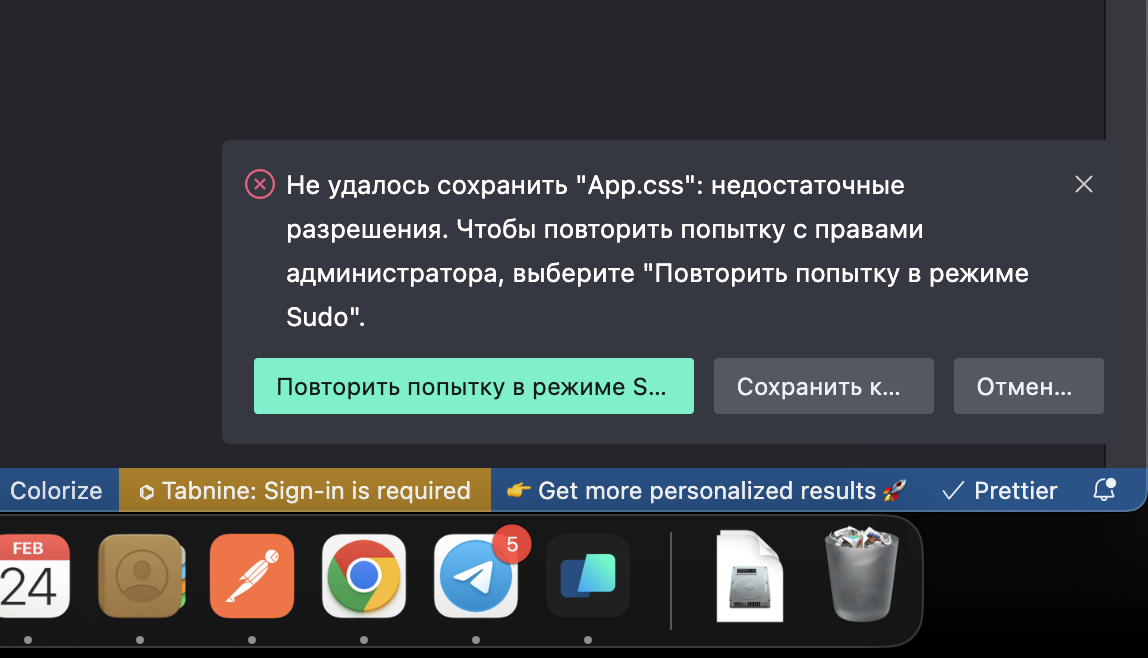 Не удалось сохранить "App.css": недостаточные
разрешения. Чтобы повторить попытку с правами
администратора, выберите "Повторить попытку в режиме
Sudo".
Повторить попытку в режиме S... Сохранить к... Отмен...
Colorize Tabnine: Sign-in is required 👉 Get more personalized results 🚀 Prettier
5
FEB
24